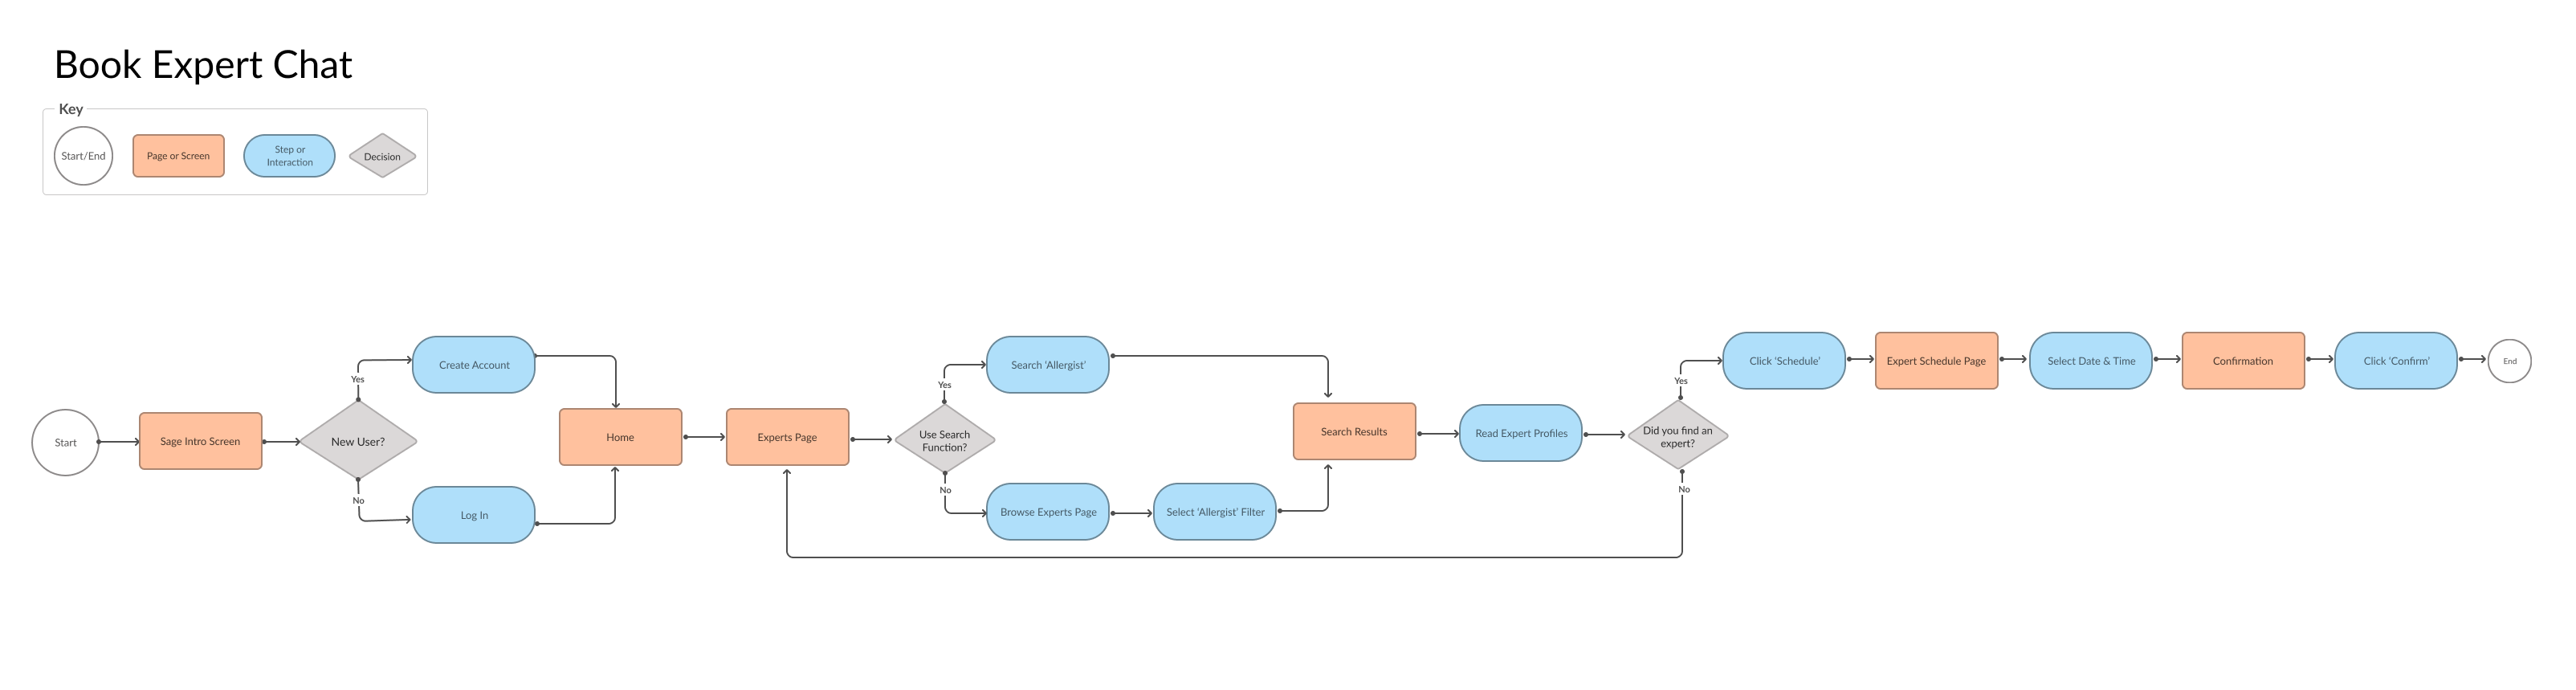 Book Expert Chat
Key
Start/End
Page or Screen
Step or
Interaction
Decision
Start
Sage Intro Screen
New User?
Yes
Create Account
No
Log In
Home
Experts Page
Use Search
Function?
Yes
Search ‘Allergist’
No
Browse Experts Page
Select ‘Allergist’ Filter
Search Results
Read Expert Profiles
Did you find an
expert?
Yes
No
Click ‘Schedule’
Expert Schedule Page
Select Date & Time
Confirmation
Click ‘Confirm’
End